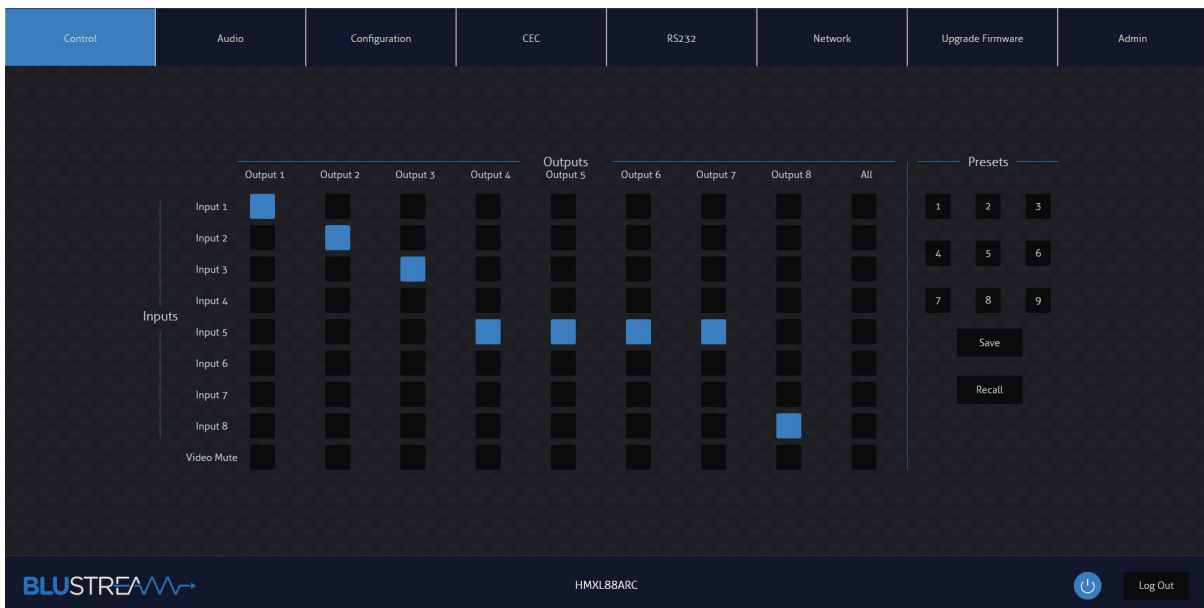 Control Audio Configuration CEC RS232 Network Upgrade Firmware Admin
Outputs Presets
Output 1 Output 2 Output 3 Output 4 Output 5 Output 6 Output 7 Output 8 All
Input 1 1 2 3
Input 2
Input 3 4 5 6
Input 4 7 8 9
Inputs
Input 5 Save
Input 6
Input 7 Recall
Input 8
Video Mute
BLUSTREAM HMXL88ARC Log Out